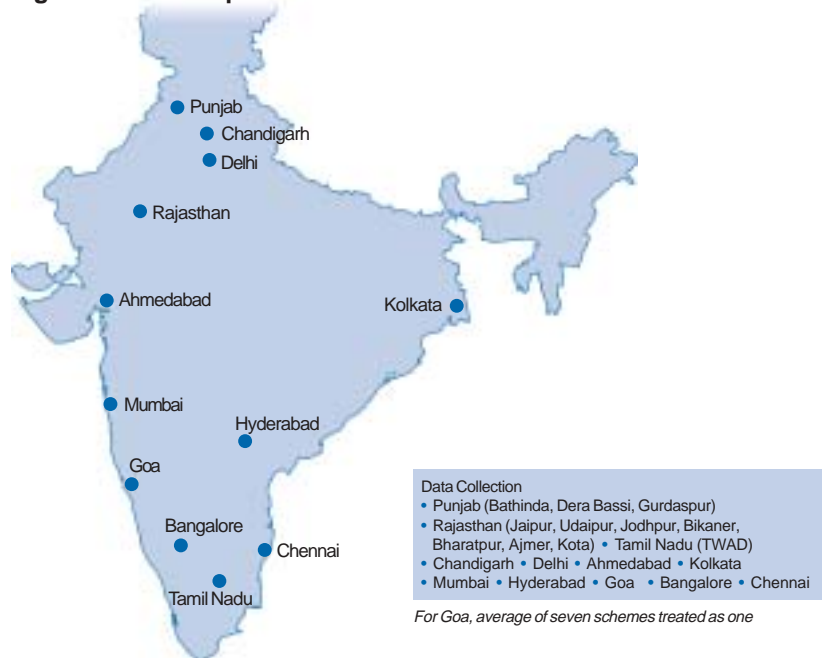 Punjab
Chandigarh
Delhi
Rajasthan
Ahmedabad
Kolkata
Mumbai
Hyderabad
Goa
Bangalore
Chennai
Tamil Nadu
Data Collection
• Punjab (Bathinda, Dera Bassi, Gurdaspur)
• Rajasthan (Jaipur, Udaipur, Jodhpur, Bikaner,
Bharatpur, Ajmer, Kota) • Tamil Nadu (TWAD)
• Chandigarh • Delhi • Ahmedabad • Kolkata
• Mumbai • Hyderabad • Goa • Bangalore • Chennai
For Goa, average of seven schemes treated as one